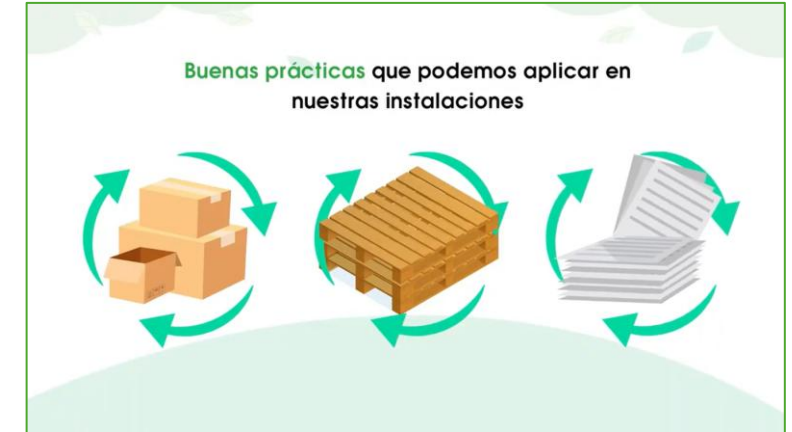 Buenas prácticas que podemos aplicar en
nuestras instalaciones